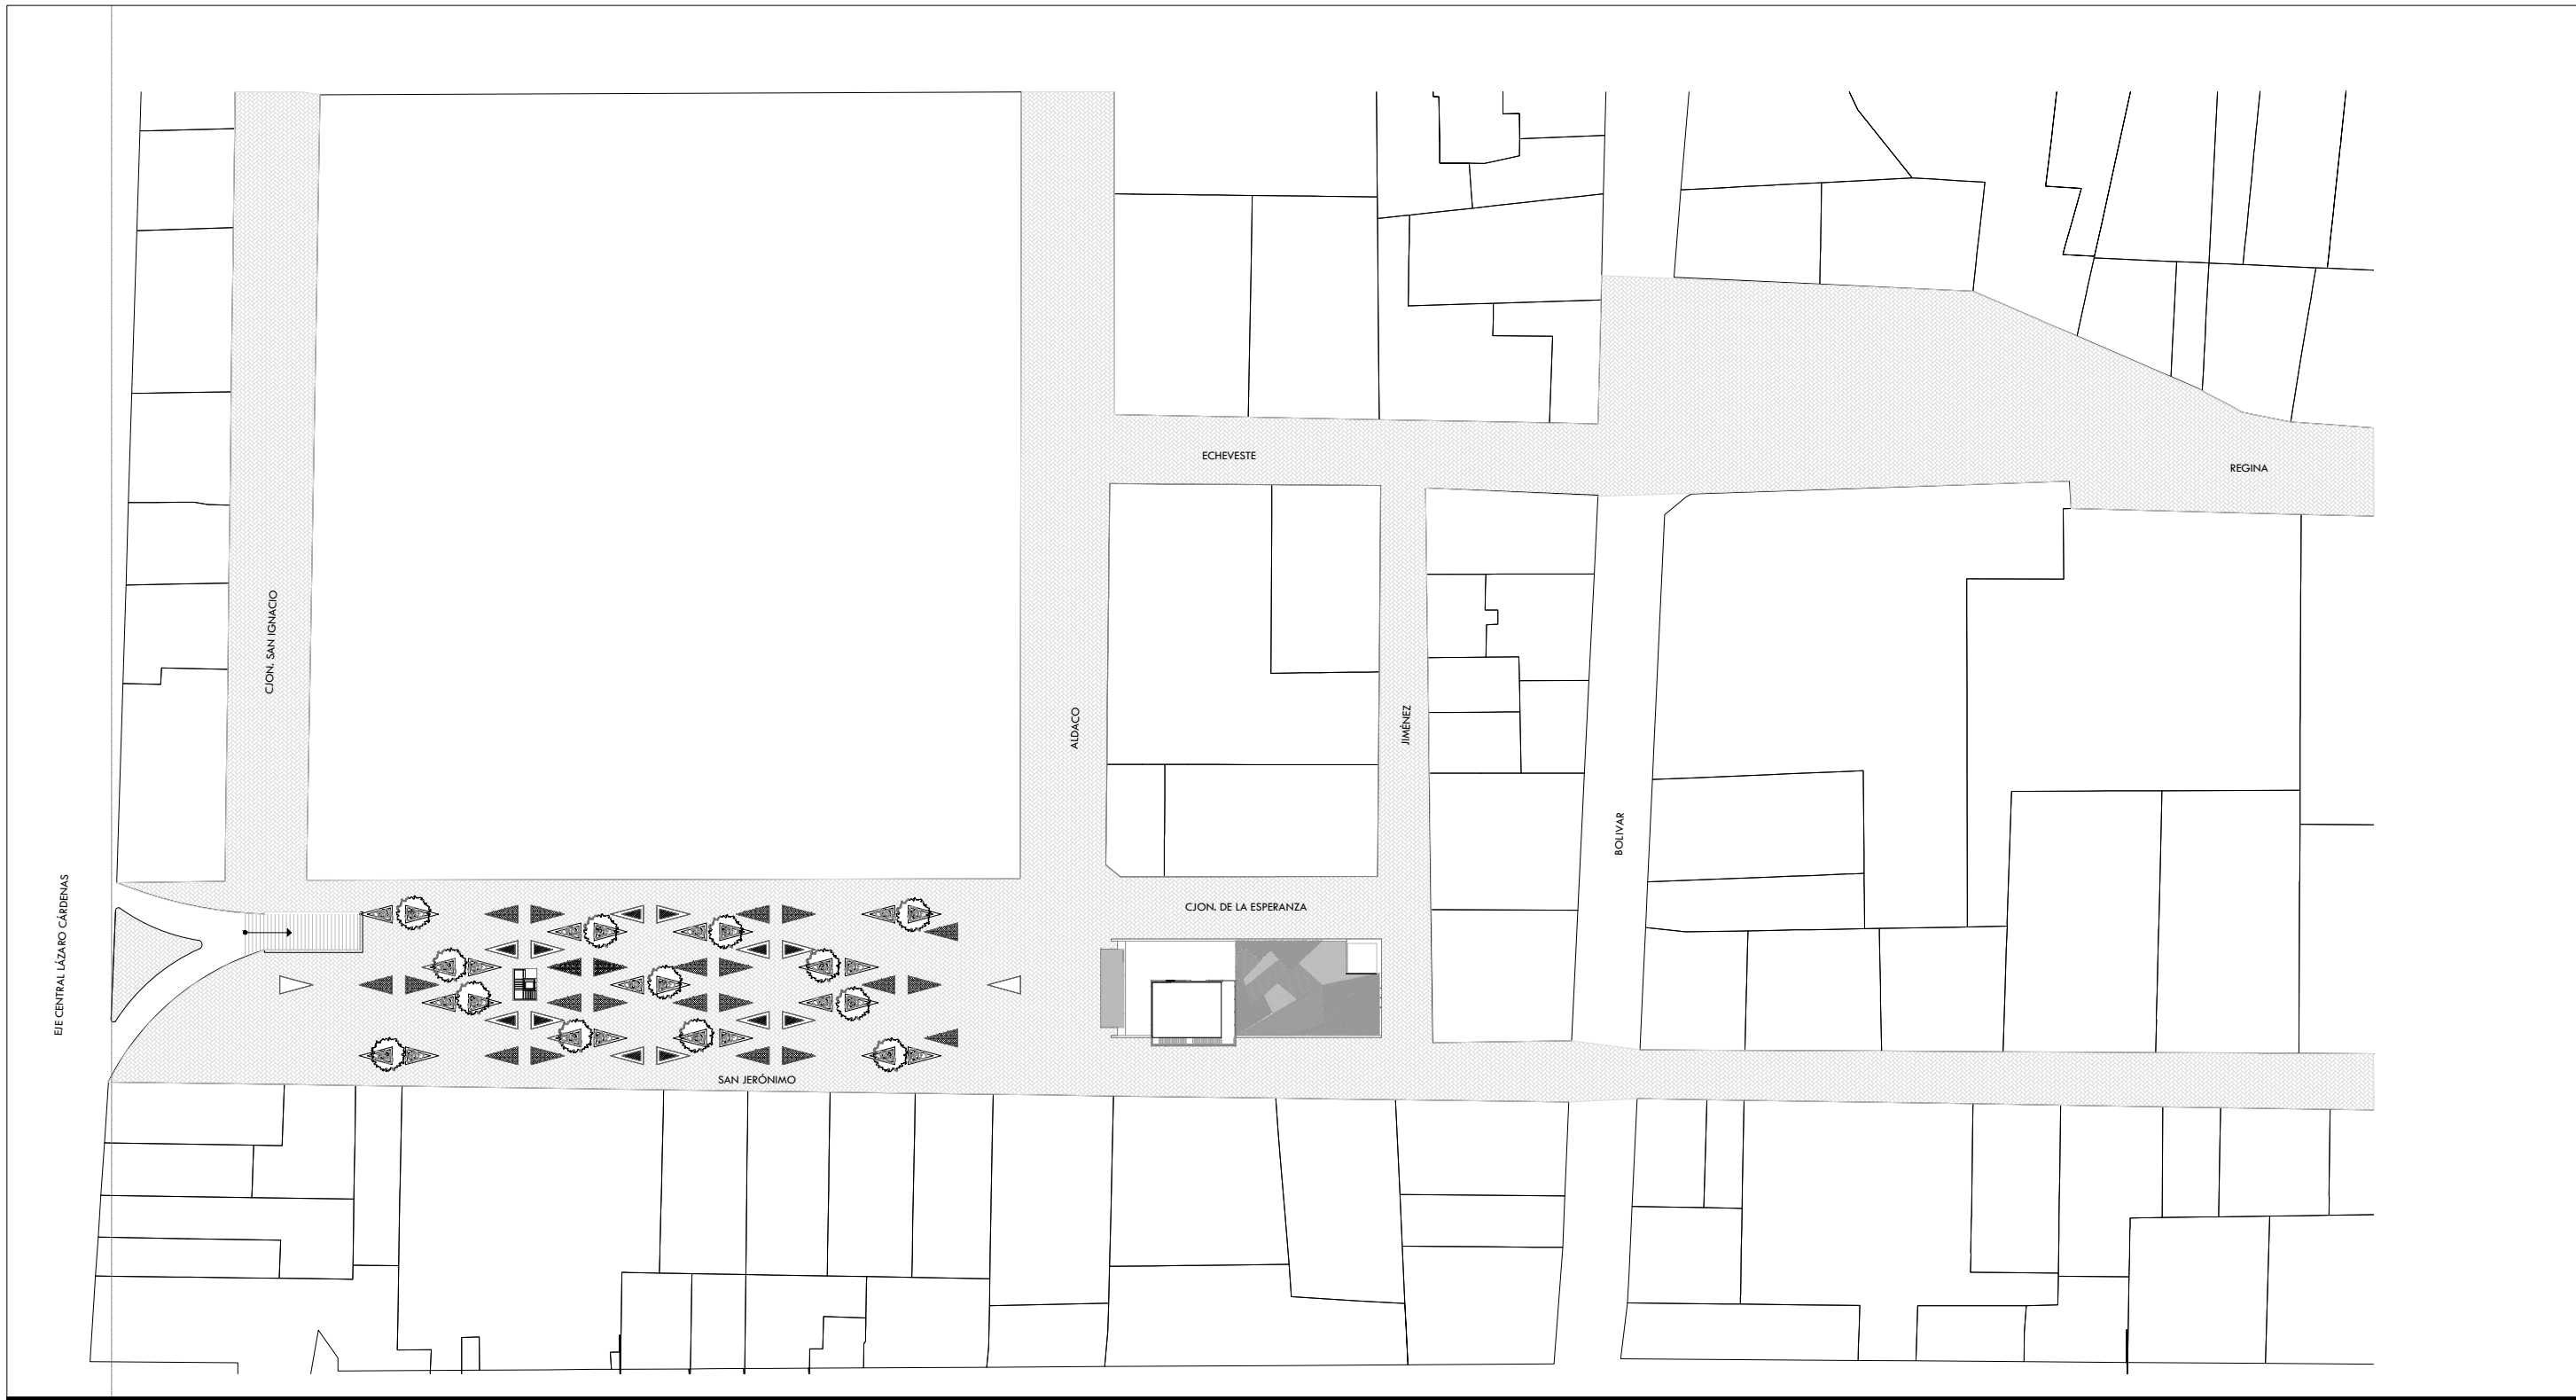 ECHEVESTE
REGINA
CJON. SAN IGNACIO
ALDACO
JIMÉNEZ
BOLIVAR
EJE CENTRAL LÁZARO CÁRDENAS
CJON. DE LA ESPERANZA
SAN JERÓNIMO